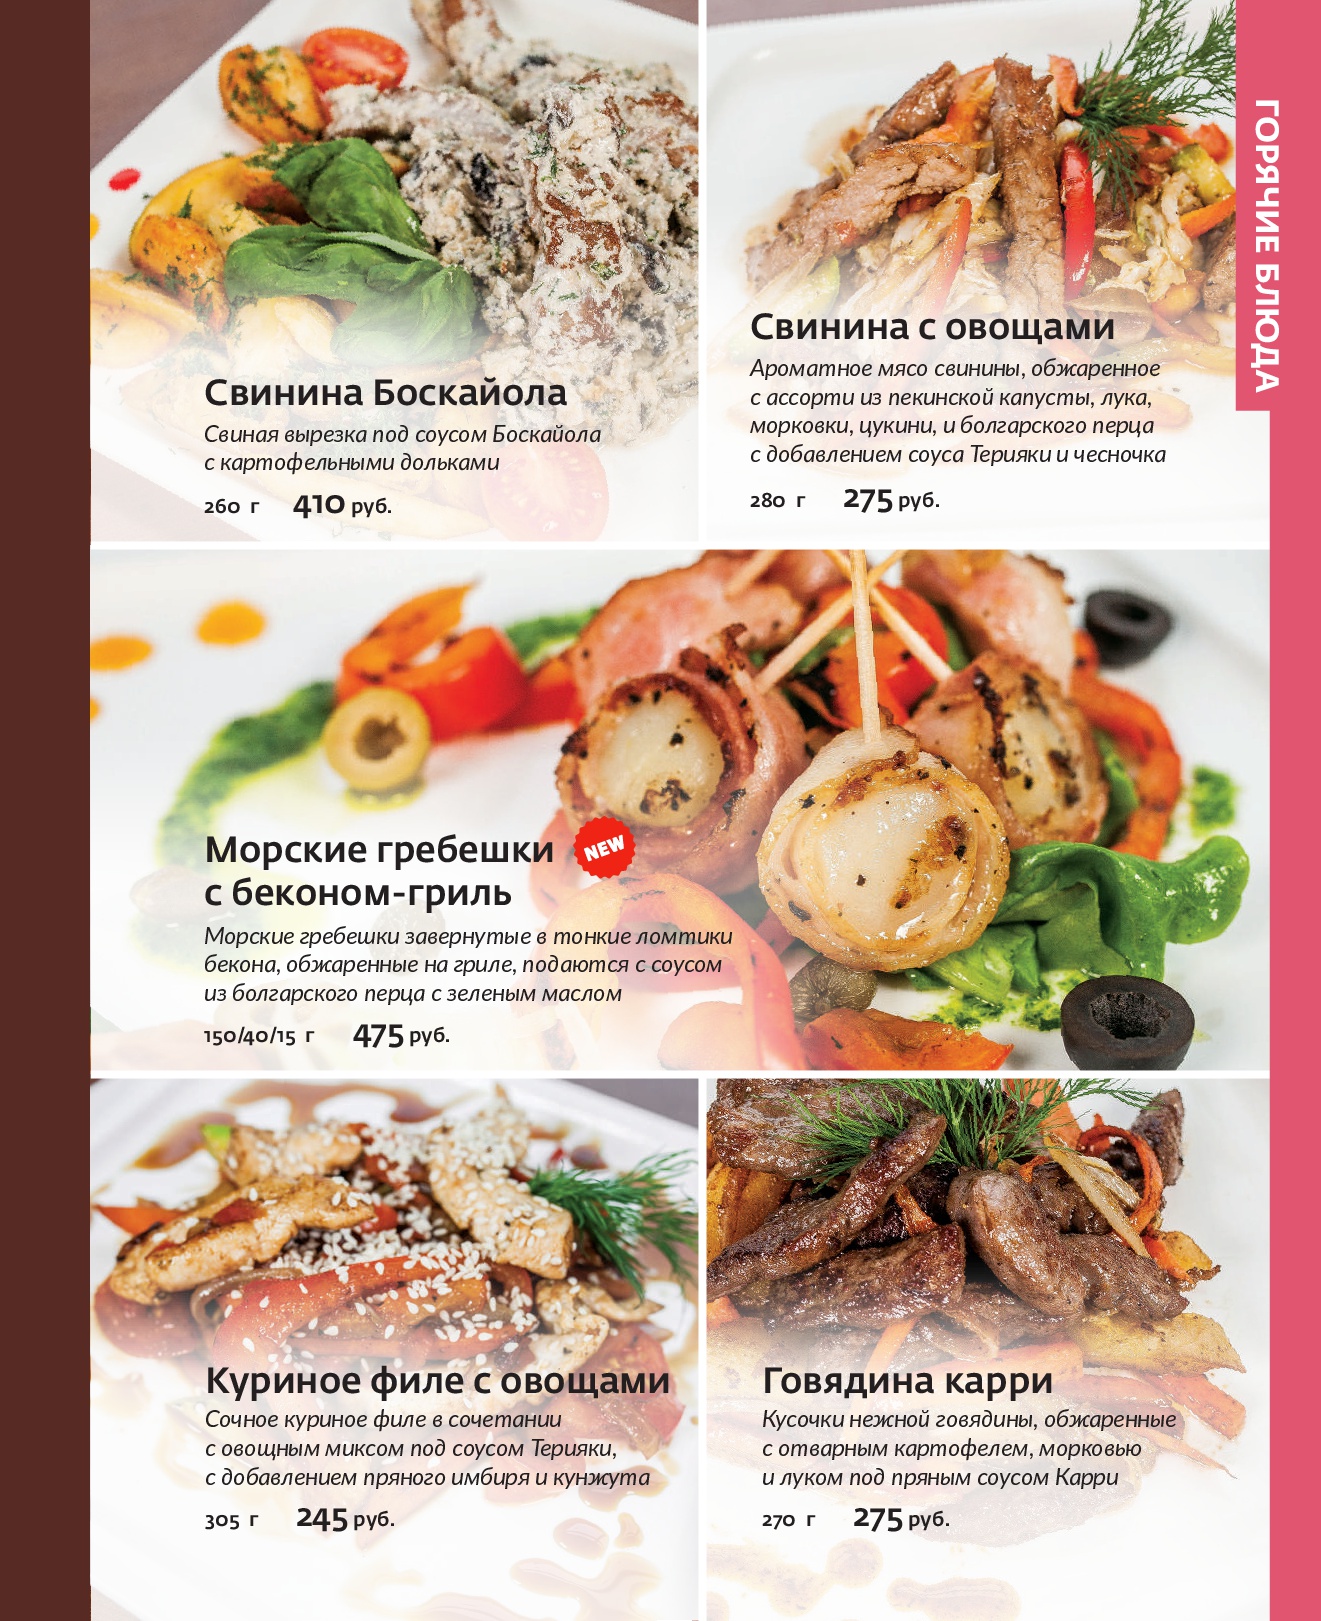 ГОРЯЧИЕ БЛЮДА
Свинина Боскайола
Свиная вырезка под соусом Боскайола
с картофельными дольками
260 г 410 руб.
Свинина с овощами
Ароматное мясо свинины, обжаренное
с ассорти из пекинской капусты, лука,
морковки, цукини, и болгарского перца
с добавлением соуса Терияки и чесночка
280 г 275 руб.
Морские гребешки
с беконом-гриль
NEW
Морские гребешки завернутые в тонкие ломтики
бекона, обжаренные на гриле, подаются с соусом
из болгарского перца с зеленым маслом
150/40/15 г 475 руб.
Куриное филе с овощами
Сочное куриное филе в сочетании
с овощным миксом под соусом Терияки,
с добавлением пряного имбиря и кунжута
305 г 245 руб.
Говядина карри
Кусочки нежной говядины, обжаренные
с отварным картофелем, морковью
и луком под пряным соусом Карри
270 г 275 руб.